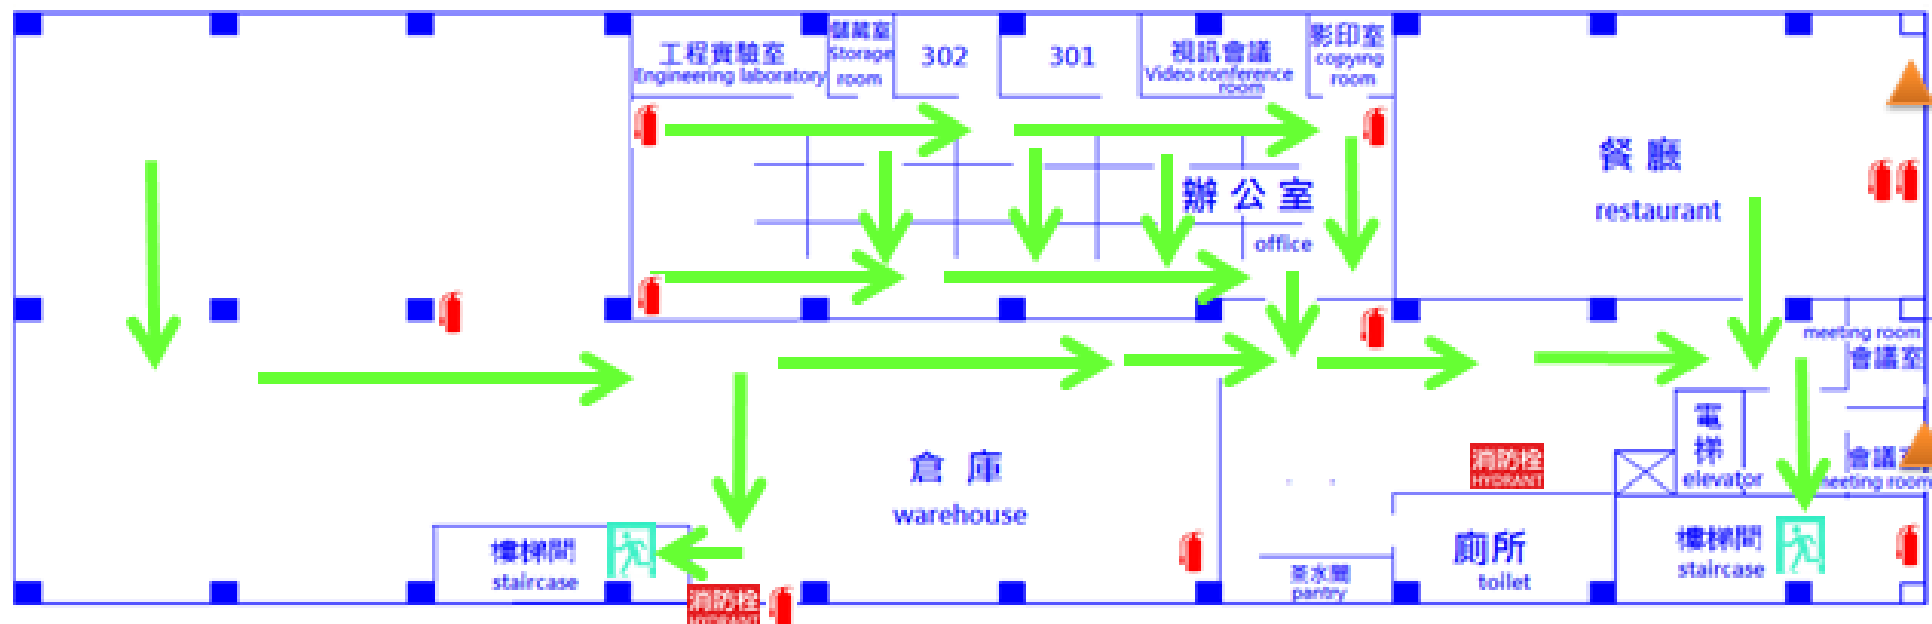 工程實驗室
Engineering laboratory
儲藏室
Storage
room
302
301
視訊會議
Video conference
room
影印室
copying
room
餐廳
restaurant
辦公室
office
meeting room
會議室
電
梯
elevator
會議
meeting room
消防栓
HYDRANT
倉庫
warehouse
樓梯間
staircase
消防栓
HYDRANT
茶水間
pantry
廁所
toilet
樓梯間
staircase